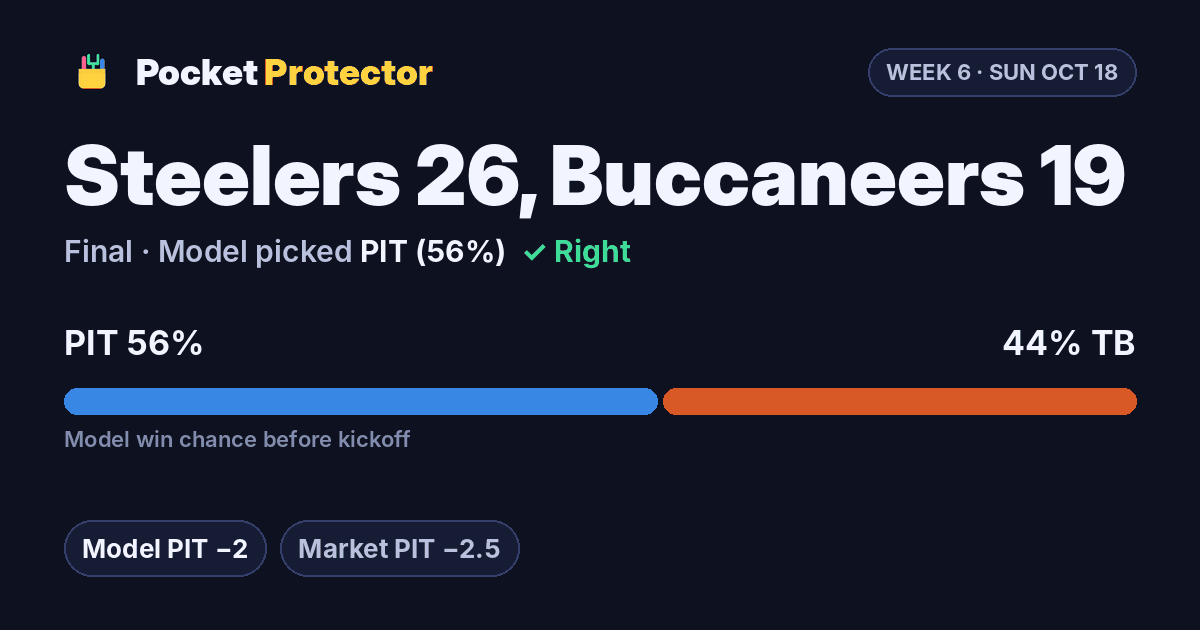 Pocket Protector
WEEK 6 · SUN OCT 18
Steelers 26, Buccaneers 19
Final · Model picked PIT (56%) ✓ Right
PIT 56%
44% TB
Model win chance before kickoff
Model PIT −2
Market PIT −2.5